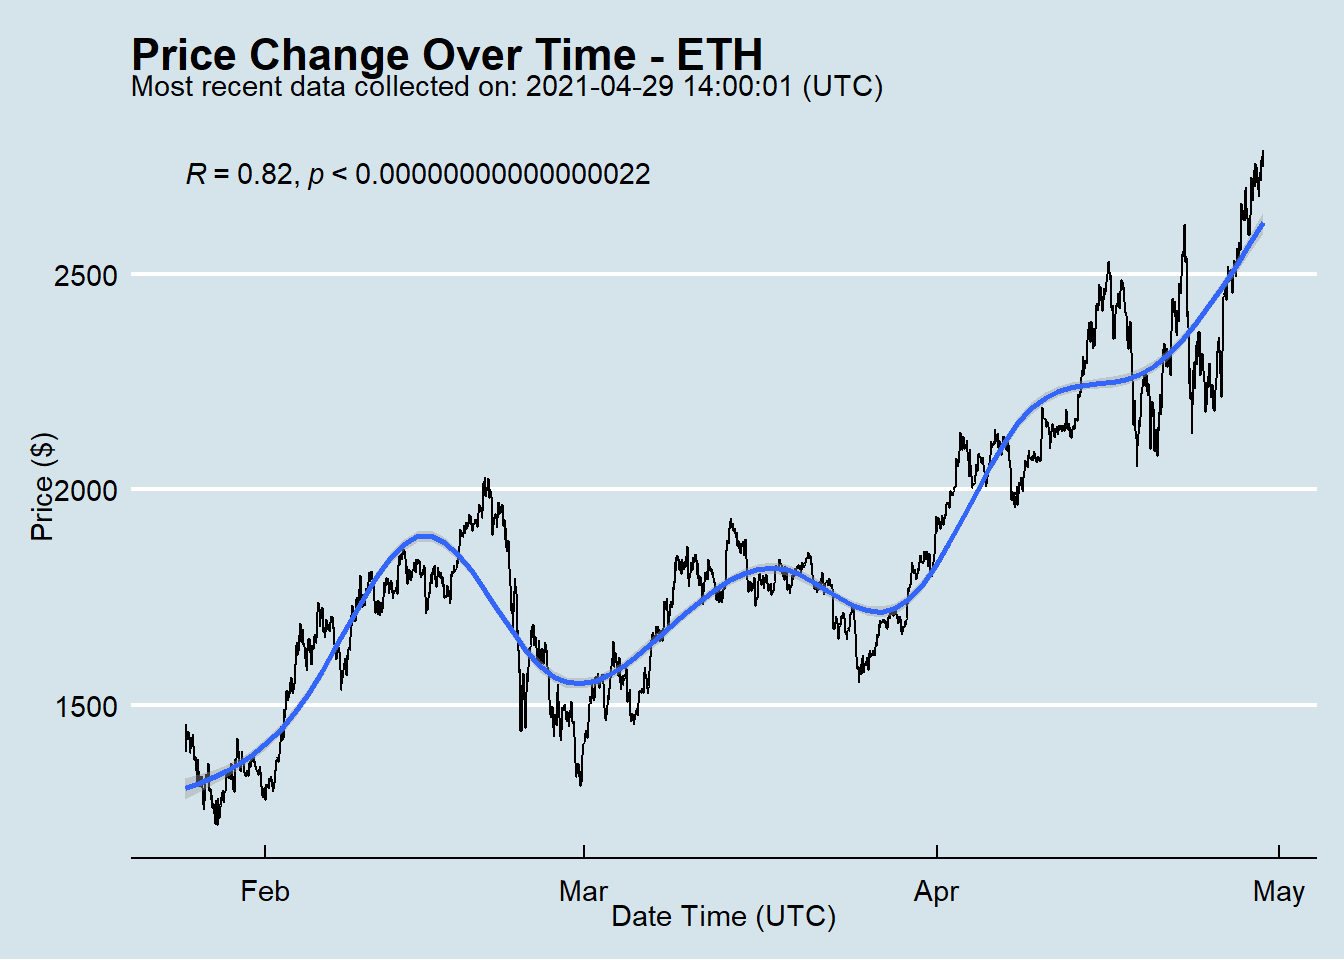 Price Change Over Time - ETH
Most recent data collected on: 2021-04-29 14:00:01 (UTC)
R = 0.82, p < 0.00000000000000022
2500
2000
1500
Price ($)
Feb
Mar
Apr
May
Date Time (UTC)